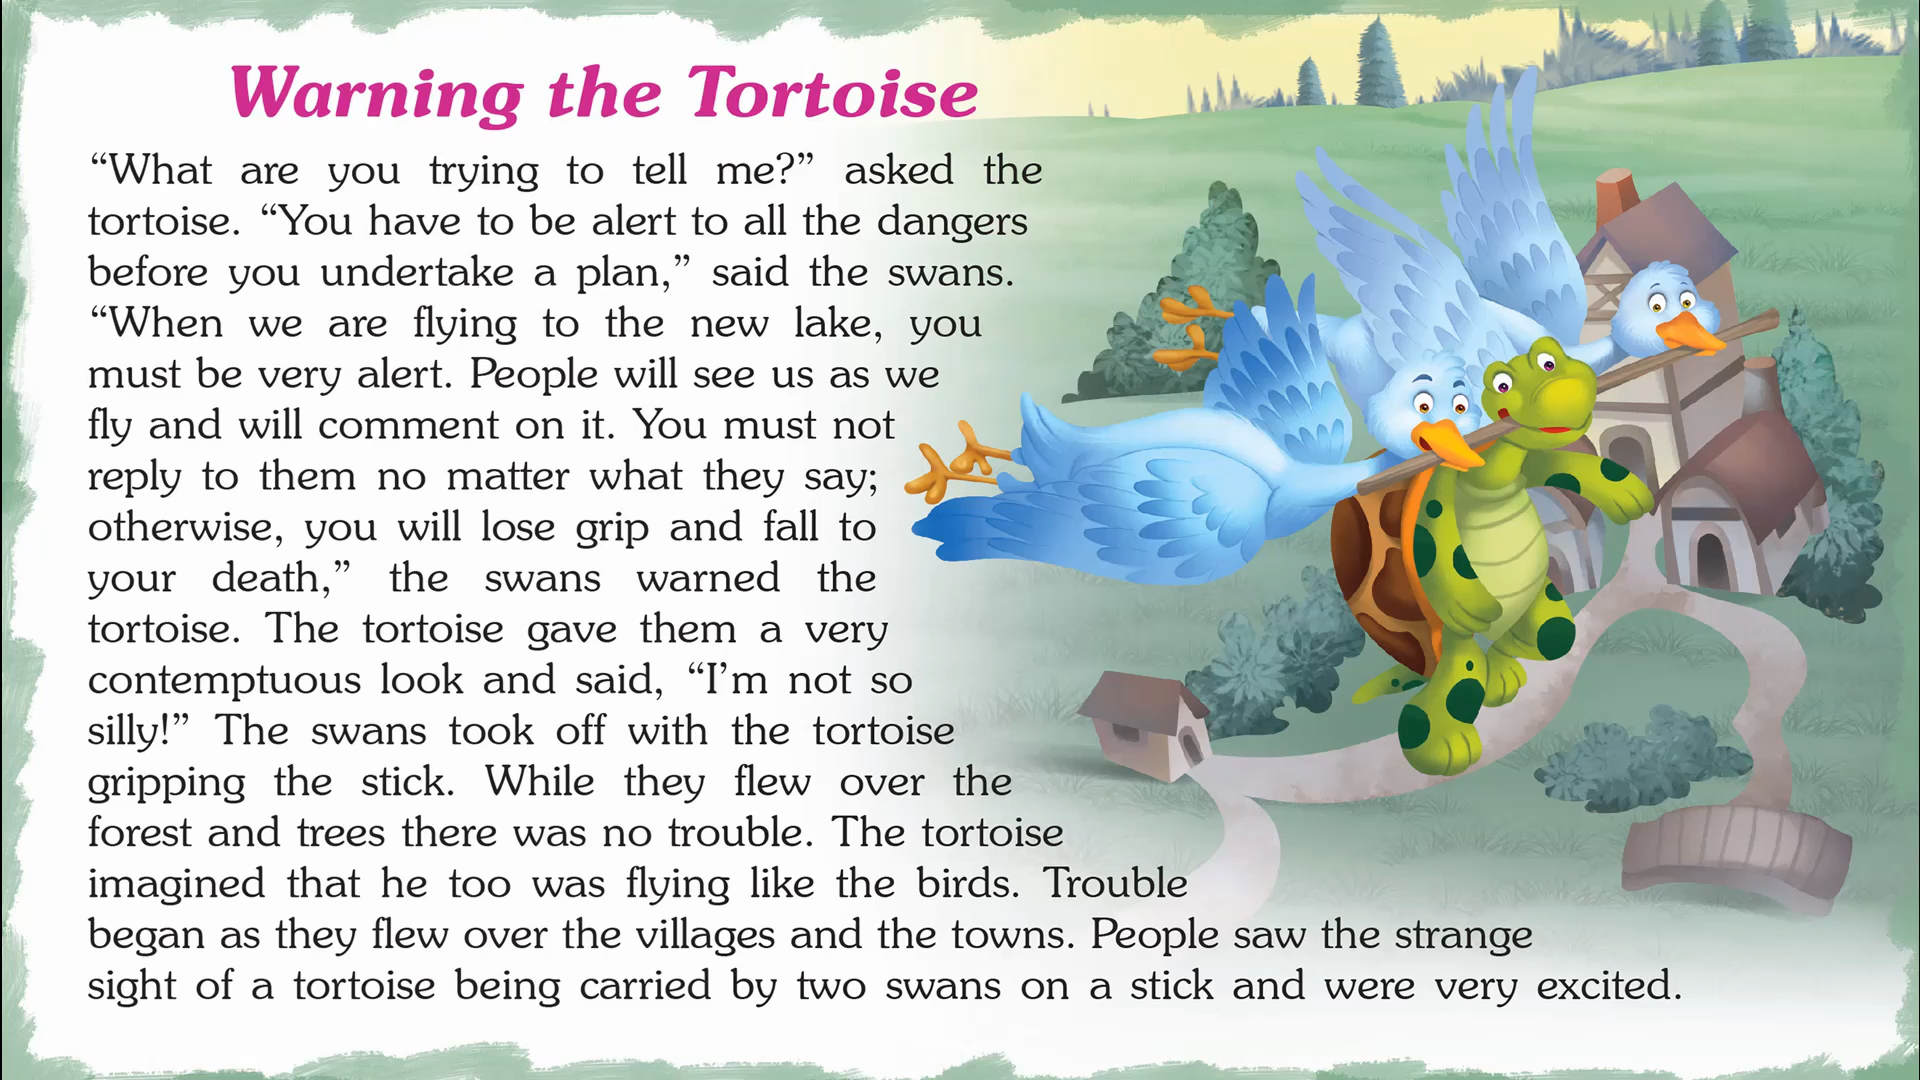 Warning the Tortoise
“What are you trying to tell me?” asked the
tortoise. “You have to be alert to all the dangers
before you undertake a plan,” said the swans.
“When we are flying to the new lake, you
must be very alert. People will see us as we
fly and will comment on it. You must not
reply to them no matter what they say;
otherwise, you will lose grip and fall to
your death,” the swans warned the
tortoise. The tortoise gave them a very
contemptuous look and said, “I’m not so
silly!” The swans took off with the tortoise
gripping the stick. While they flew over the
forest and trees there was no trouble. The tortoise
imagined that he too was flying like the birds. Trouble
began as they flew over the villages and the towns. People saw the strange
sight of a tortoise being carried by two swans on a stick and were very excited.